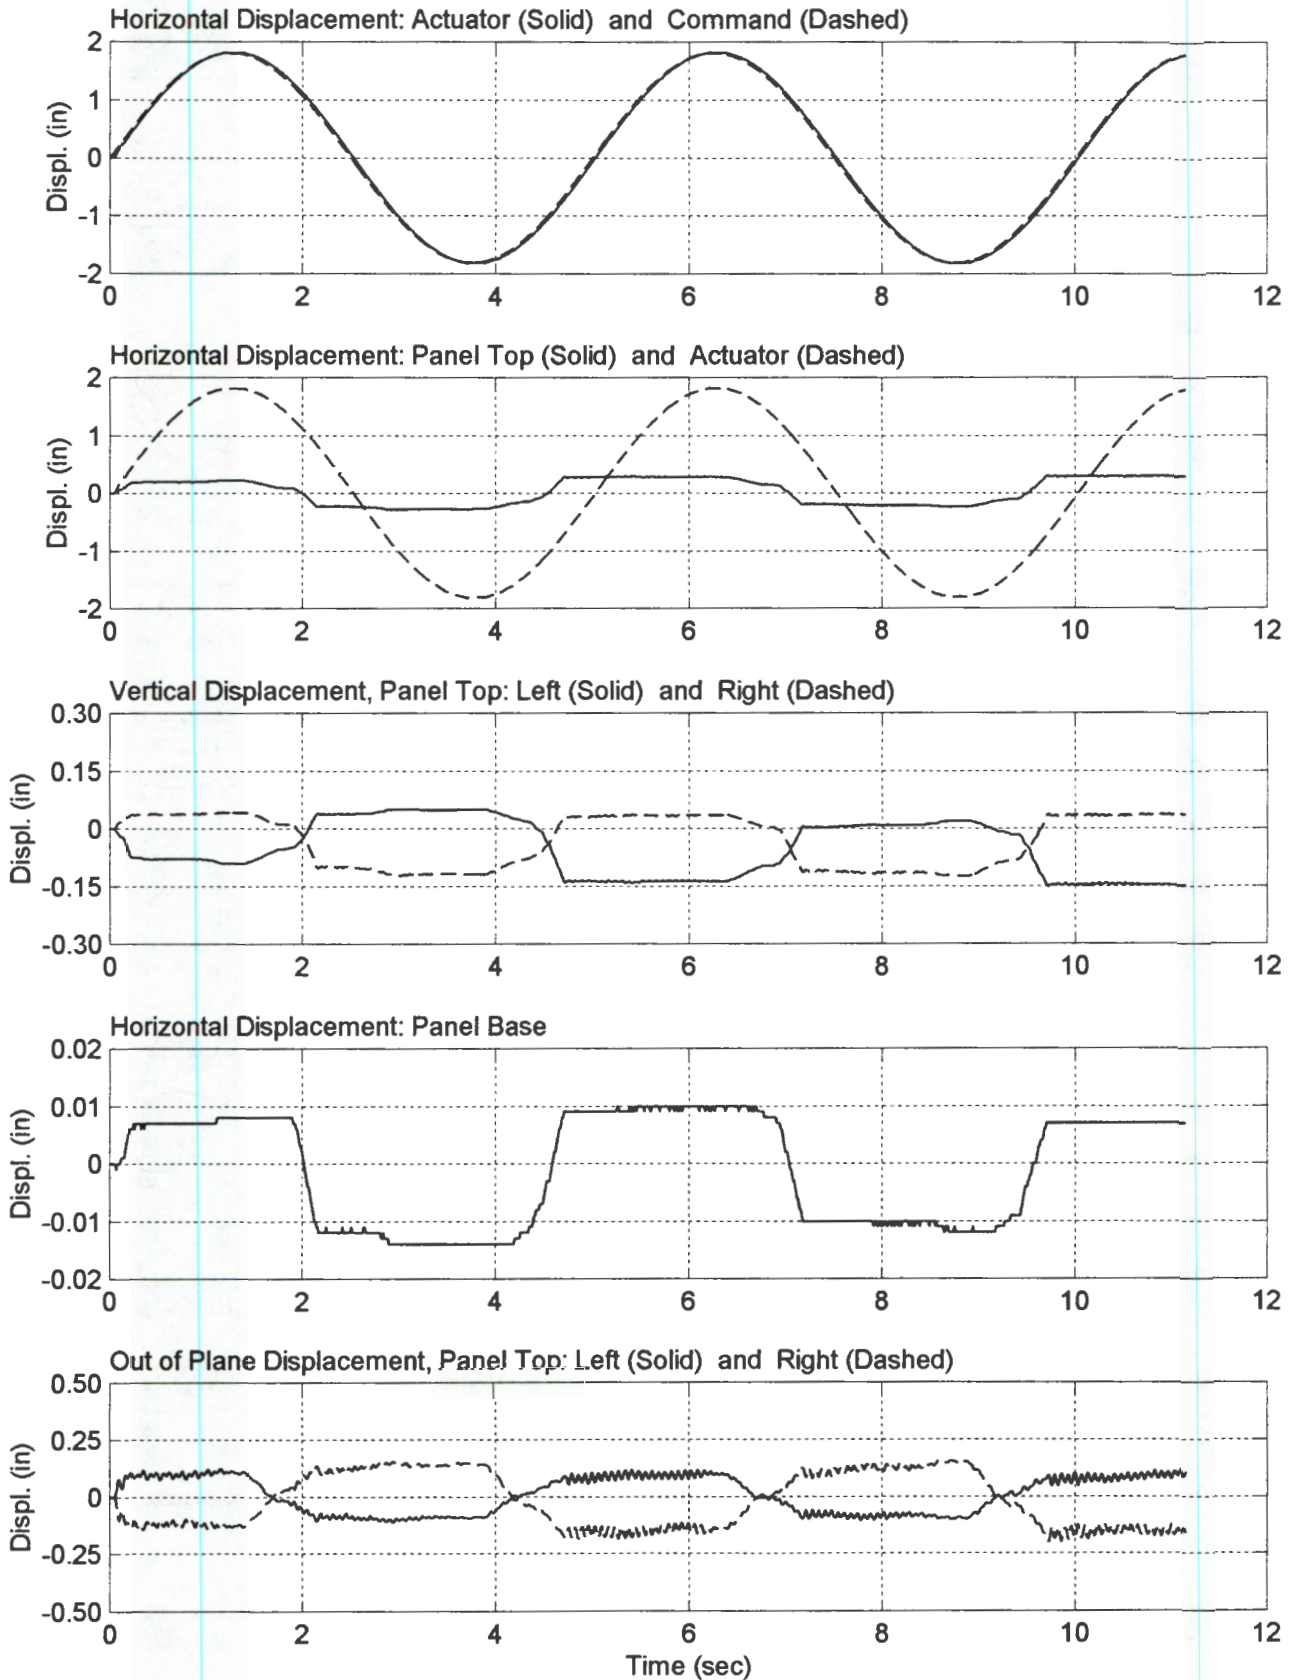 Horizontal Displacement: Actuator (Solid) and Command (Dashed)
2
1
0
-1
-2
Displ. (in)
0 2 4 6 8 10 12
Horizontal Displacement: Panel Top (Solid) and Actuator (Dashed)
2
1
0
-1
-2
Displ. (in)
0 2 4 6 8 10 12
Vertical Displacement, Panel Top: Left (Solid) and Right (Dashed)
0.30
0.15
0
-0.15
-0.30
Displ. (in)
0 2 4 6 8 10 12
Horizontal Displacement: Panel Base
0.02
0.01
0
-0.01
-0.02
Displ. (in)
0 2 4 6 8 10 12
Out of Plane Displacement, Panel Top: Left (Solid) and Right (Dashed)
0.50
0.25
0
-0.25
-0.50
Displ. (in)
0 2 4 6 8 10 12
Time (sec)